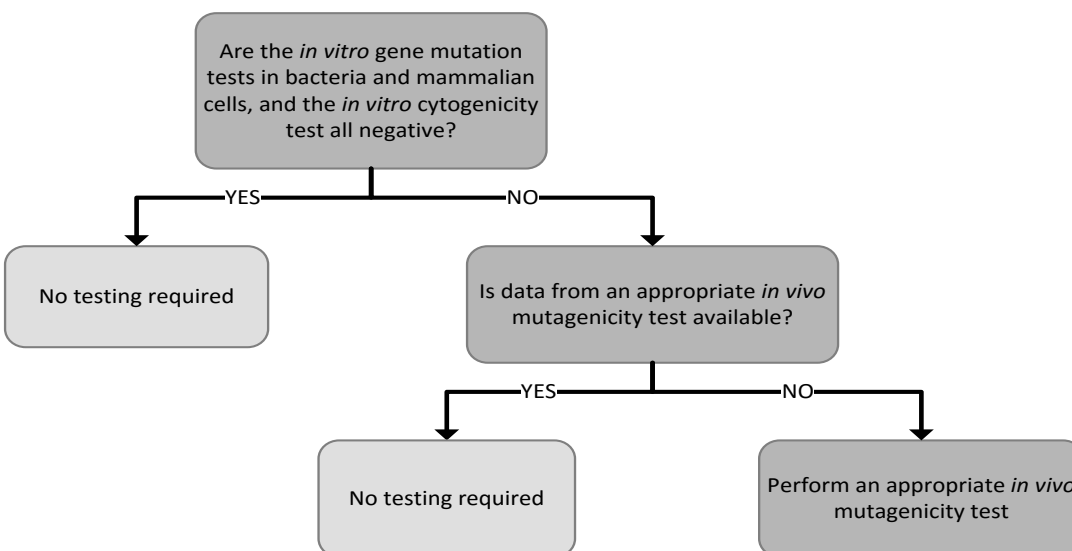 Are the in vitro gene mutation
tests in bacteria and mammalian
cells, and the in vitro cytogenicity
test all negative?
YES
NO
No testing required
Is data from an appropriate in vivo
mutagenicity test available?
YES
NO
No testing required
Perform an appropriate in vivo
mutagenicity test